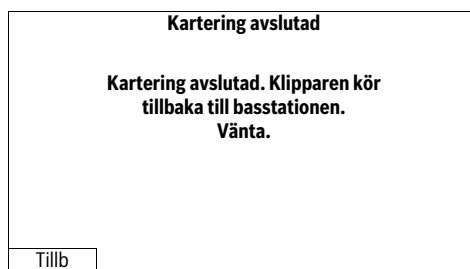 Kartering avslutad
Kartering avslutad. Klipparen kör
tillbaka till basstationen.
Vänta.
Tillb